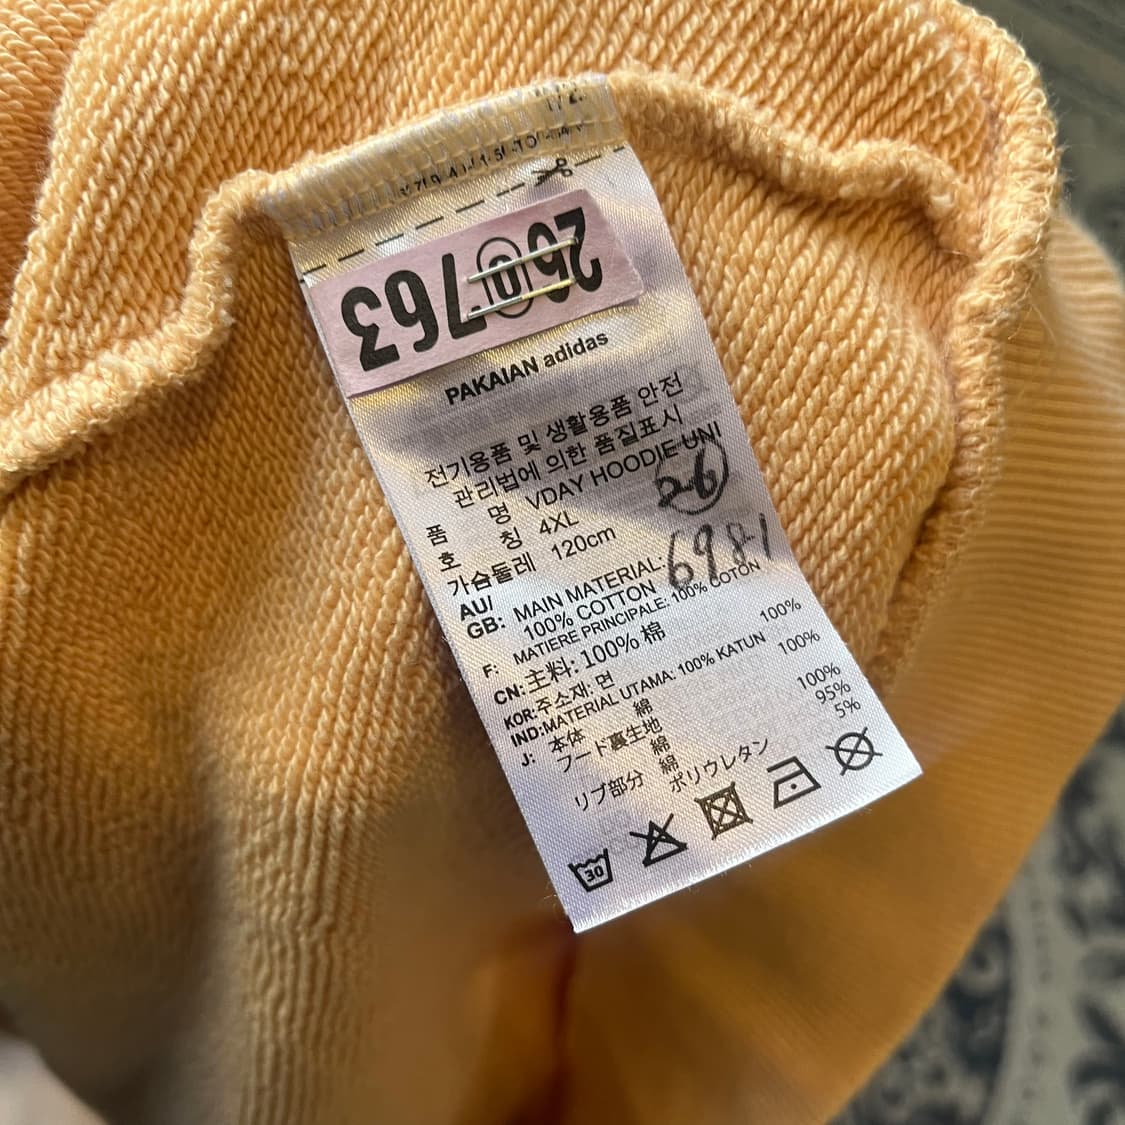 260763
PAKAIAN adidas
전기용품 및 생활용품 안전
관리법에 의한 품질표시
품 명 VDAY HOODIE UNI
2-6
호 칭 4XL
가슴둘레 120cm
698-1
AU/
GB: MAIN MATERIAL:
100% COTTON
F: MATIERE PRINCIPALE: 100% COTON
CN: 主料: 100% 棉
KOR: 주소재: 면 100%
IND: MATERIAL UTAMA: 100% KATUN
J: 本体 綿 100%
フード裏生地 綿 100%
リブ部分 綿 95%
ポリウレタン 5%
30